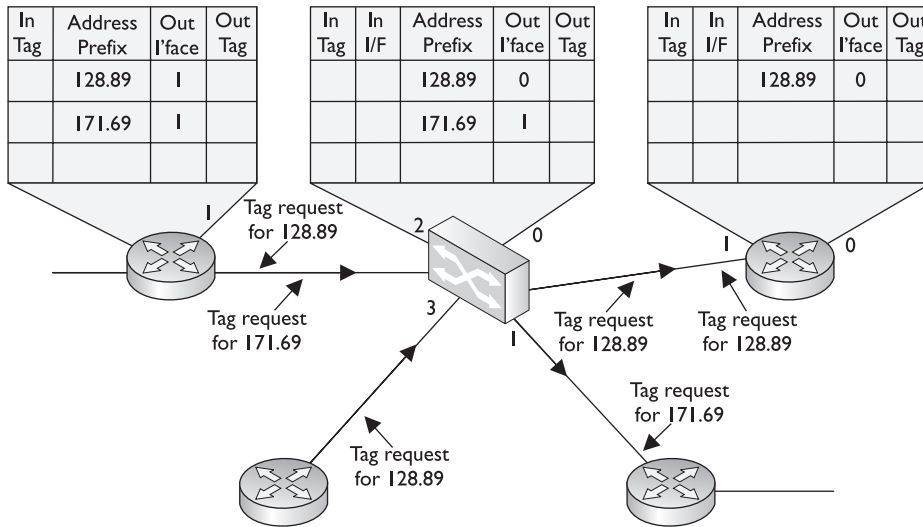 In Tag Address Prefix Out I'face Out Tag
128.89 1
171.69 1
In Tag In I/F Address Prefix Out I'face Out Tag
128.89 0
171.69 1
In Tag In I/F Address Prefix Out I'face Out Tag
128.89 0
1
Tag request
for 128.89
2
0
1
0
Tag request
for 171.69
3
1
Tag request
for 128.89
Tag request
for 128.89
Tag request
for 171.69
Tag request
for 128.89